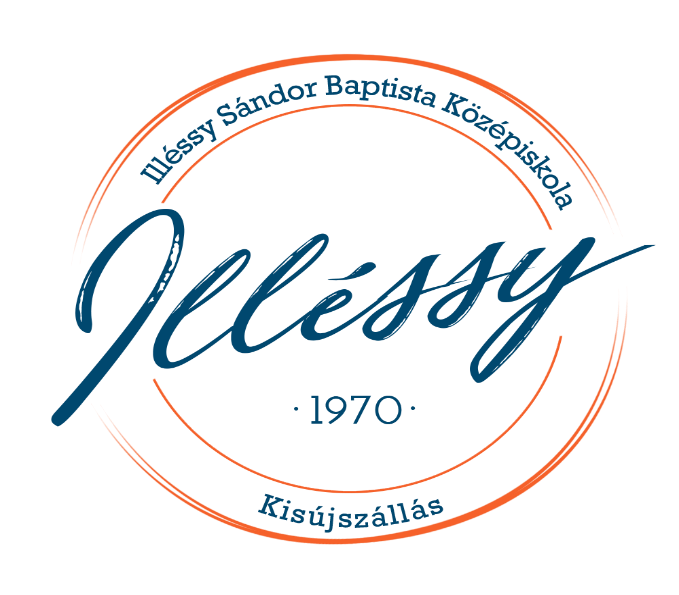 Illéssy Sándor Baptista Középiskola
Illéssy
· 1970 ·
Kisújszállás